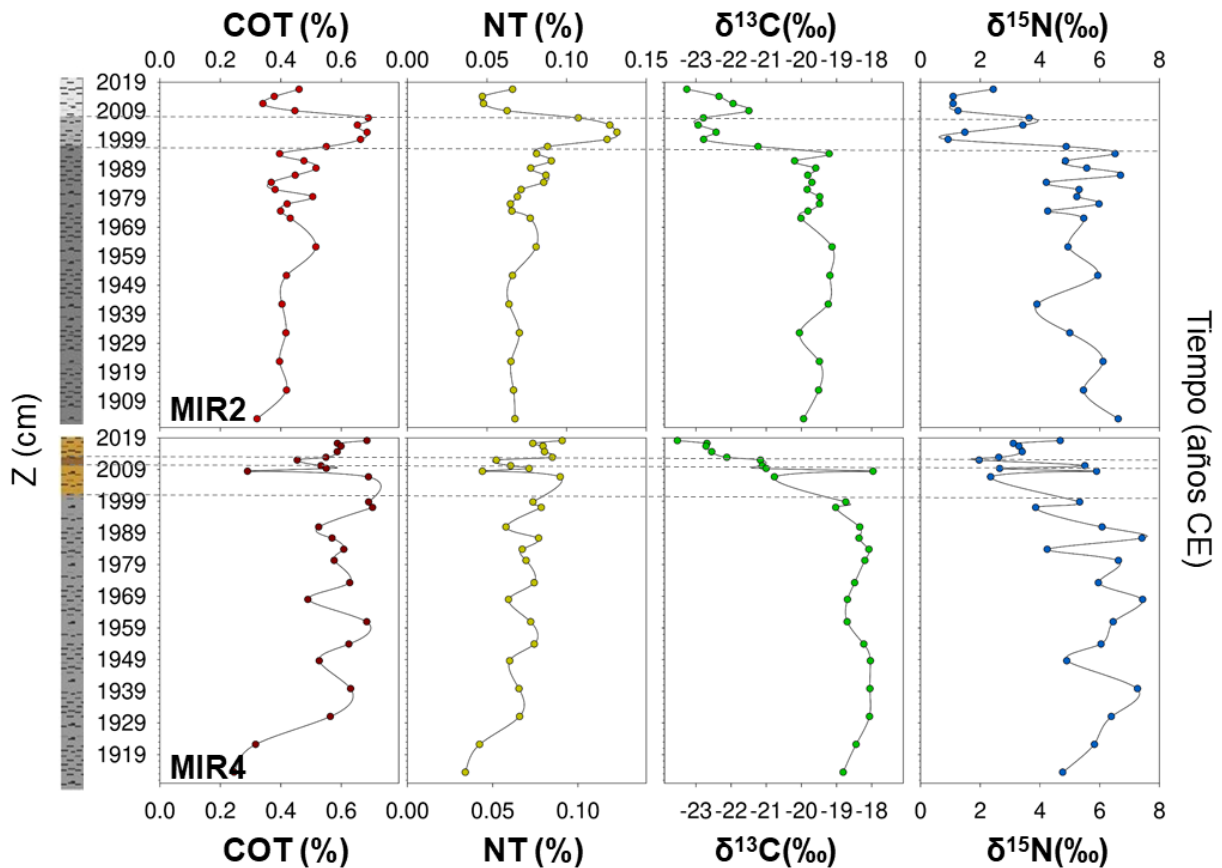 COT (%) NT (%) δ¹³C(‰) δ¹⁵N(‰)
0.0 0.2 0.4 0.6 0.00 0.05 0.10 0.15 -23 -22 -21 -20 -19 -18 0 2 4 6 8
2019
2009
1999
1989
1979
1969
1959
1949
1939
1929
1919
1909
MIR2
Z (cm)
Tiempo (años CE)
2019
2009
1999
1989
1979
1969
1959
1949
1939
1929
1919
MIR4
0.0 0.2 0.4 0.6 0.00 0.05 0.10 -23 -22 -21 -20 -19 -18 0 2 4 6 8
COT (%) NT (%) δ¹³C(‰) δ¹⁵N(‰)